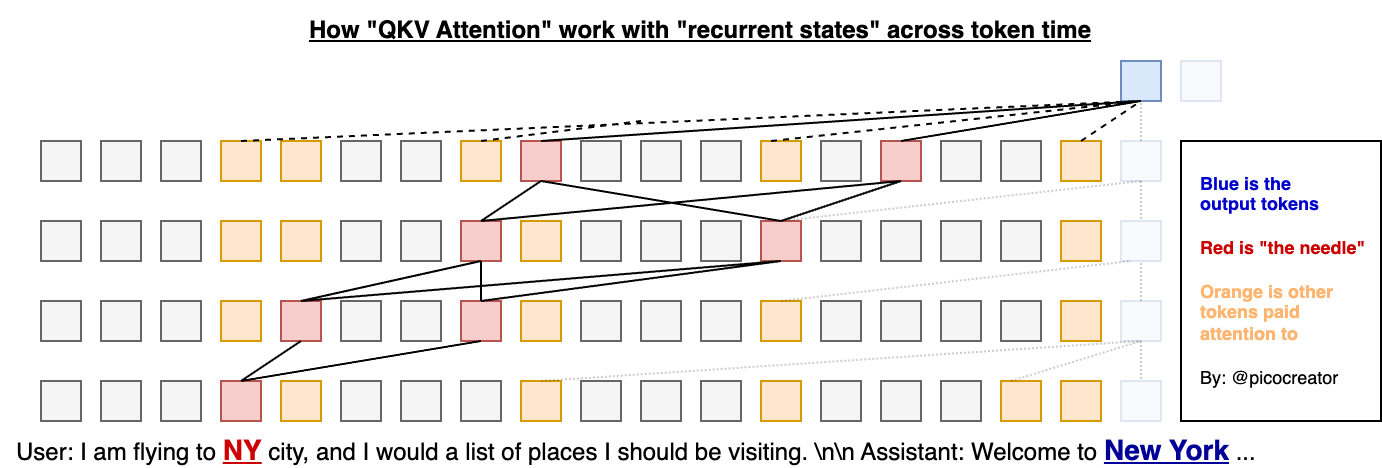 How "QKV Attention" work with "recurrent states" across token time
Blue is the
output tokens
Red is "the needle"
Orange is other
tokens paid
attention to
By: @picocreator
User: I am flying to NY city, and I would a list of places I should be visiting. \n\n Assistant: Welcome to New York ...